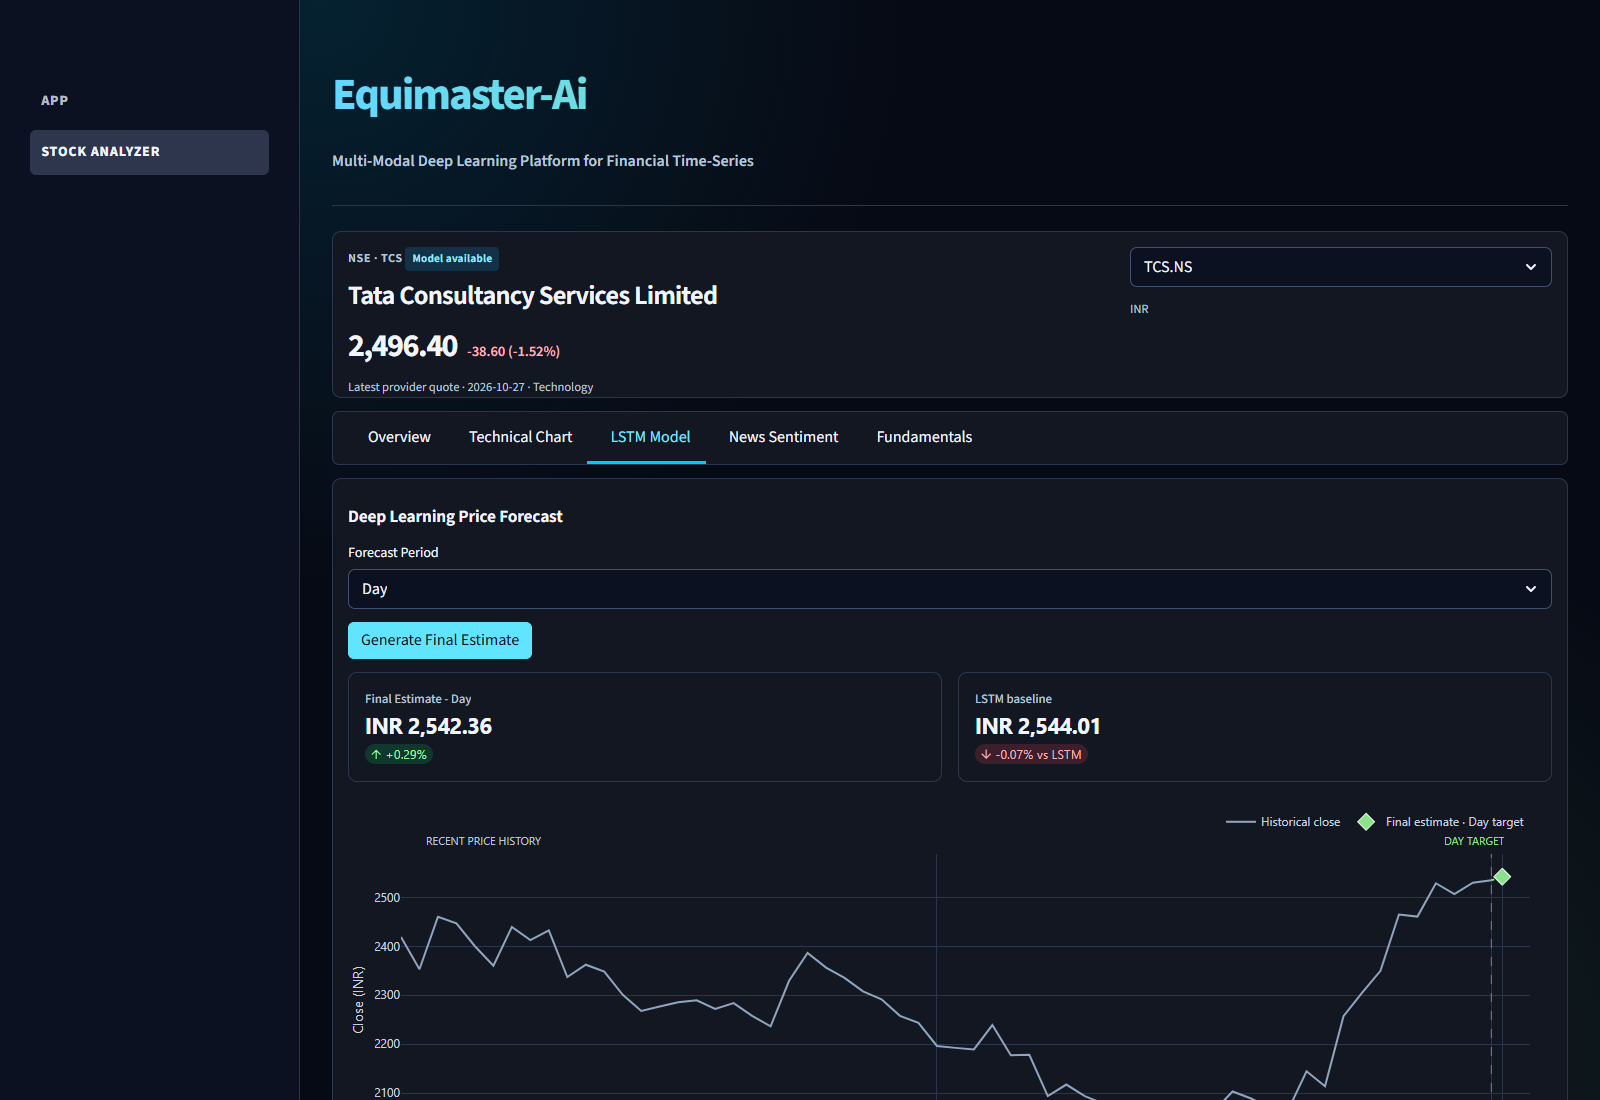 APP
STOCK ANALYZER
Equimaster-Ai
Multi-Modal Deep Learning Platform for Financial Time-Series
NSE · TCS Model available
Tata Consultancy Services Limited
2,496.40 -38.60 (-1.52%)
Latest provider quote · 2026-10-27 · Technology
TCS.NS
INR
Overview Technical Chart LSTM Model News Sentiment Fundamentals
Deep Learning Price Forecast
Forecast Period
Day
Generate Final Estimate
Final Estimate - Day
INR 2,542.36
↑ +0.29%
LSTM baseline
INR 2,544.01
↓ -0.07% vs LSTM
Historical close Final estimate · Day target
RECENT PRICE HISTORY DAY TARGET
2500
2400
2300
2200
2100
Close (INR)